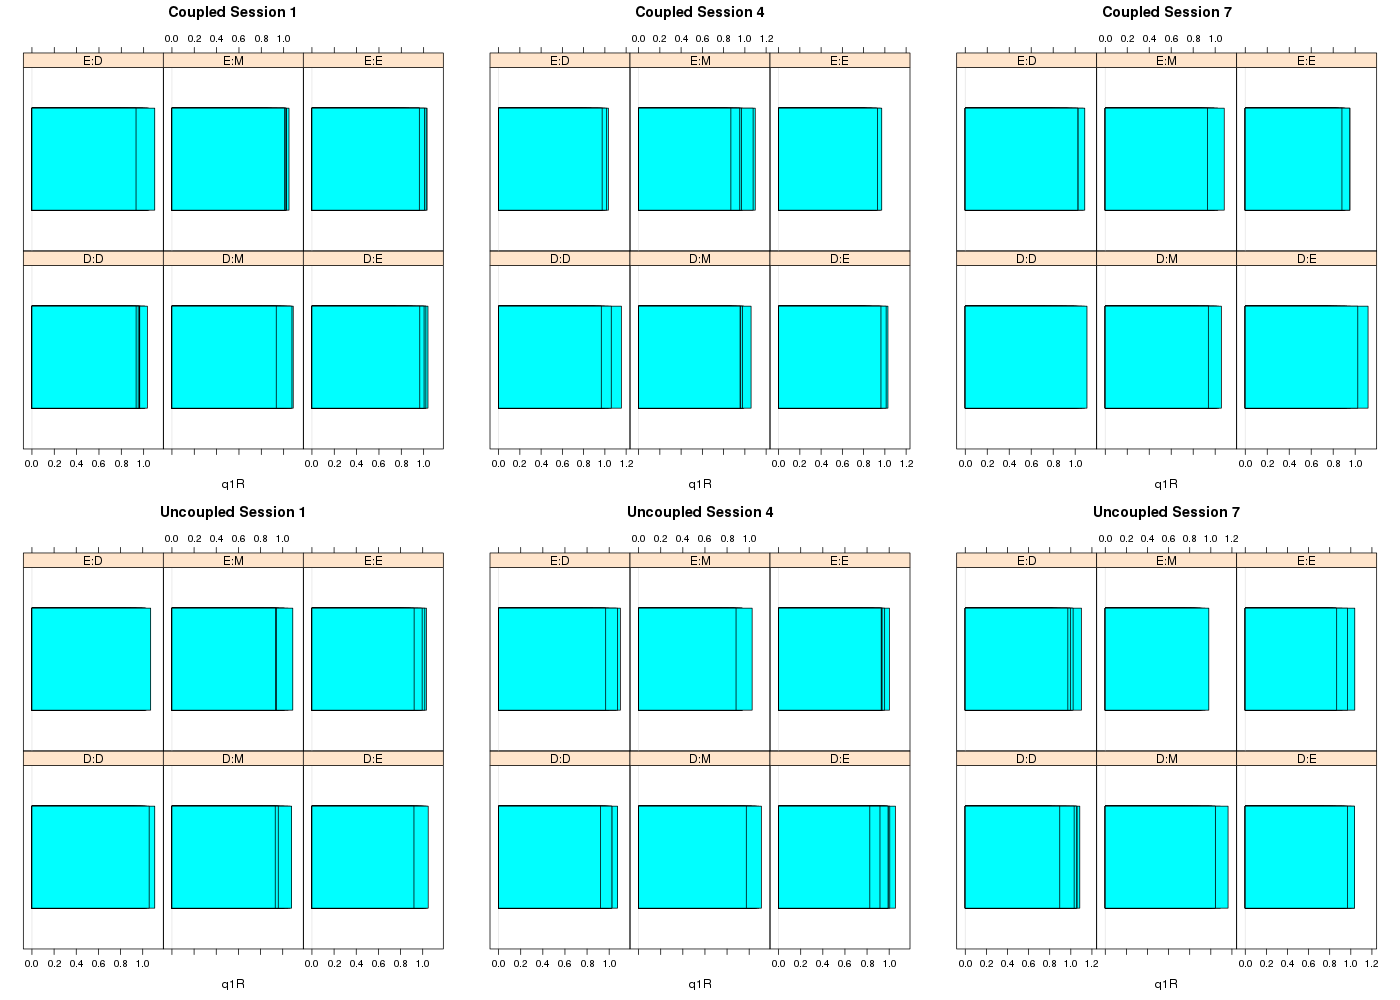 Coupled Session 1
0.0 0.2 0.4 0.6 0.8 1.0
E:D E:M E:E
D:D D:M D:E
0.0 0.2 0.4 0.6 0.8 1.0 0.0 0.2 0.4 0.6 0.8 1.0
q1R
Coupled Session 4
0.0 0.2 0.4 0.6 0.8 1.0 1.2
E:D E:M E:E
D:D D:M D:E
0.0 0.2 0.4 0.6 0.8 1.0 1.2 0.0 0.2 0.4 0.6 0.8 1.0 1.2
q1R
Coupled Session 7
0.0 0.2 0.4 0.6 0.8 1.0
E:D E:M E:E
D:D D:M D:E
0.0 0.2 0.4 0.6 0.8 1.0 0.0 0.2 0.4 0.6 0.8 1.0
q1R
Uncoupled Session 1
0.0 0.2 0.4 0.6 0.8 1.0
E:D E:M E:E
D:D D:M D:E
0.0 0.2 0.4 0.6 0.8 1.0 0.0 0.2 0.4 0.6 0.8 1.0
q1R
Uncoupled Session 4
0.0 0.2 0.4 0.6 0.8 1.0
E:D E:M E:E
D:D D:M D:E
0.0 0.2 0.4 0.6 0.8 1.0 0.0 0.2 0.4 0.6 0.8 1.0
q1R
Uncoupled Session 7
0.0 0.2 0.4 0.6 0.8 1.0 1.2
E:D E:M E:E
D:D D:M D:E
0.0 0.2 0.4 0.6 0.8 1.0 1.2 0.0 0.2 0.4 0.6 0.8 1.0 1.2
q1R